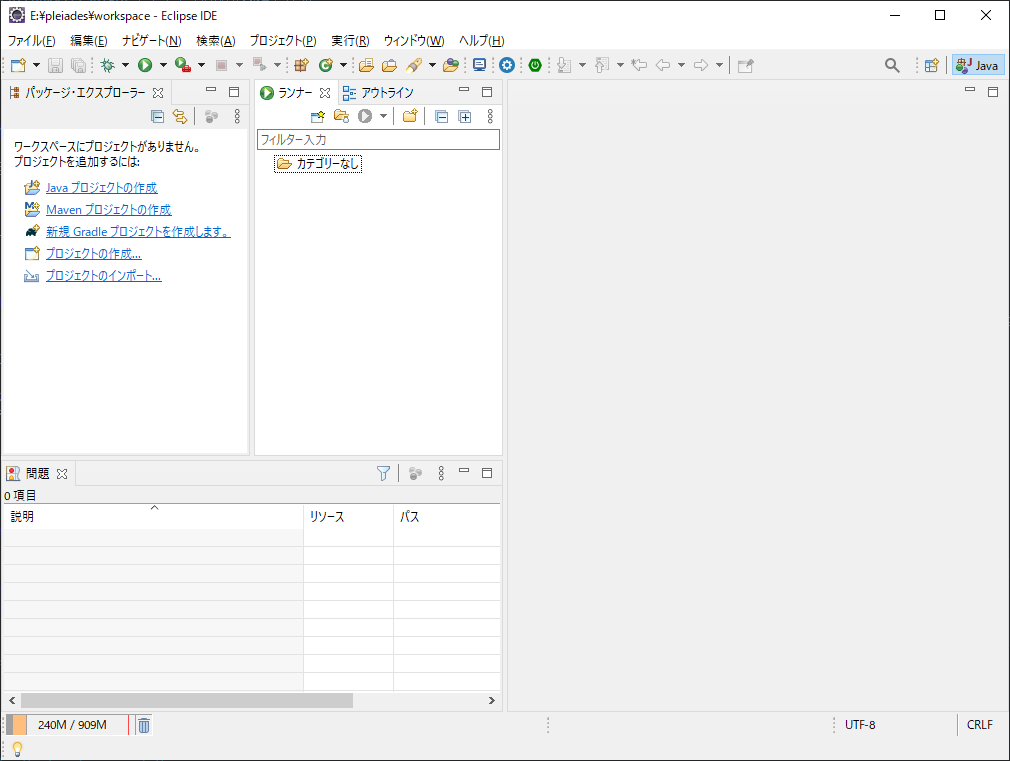 E:¥pleiades¥workspace - Eclipse IDE
ファイル(F) 編集(E) ナビゲート(N) 検索(A) プロジェクト(P) 実行(R) ウィンドウ(W) ヘルプ(H)
Java
パッケージ・エクスプローラー
ワークスペースにプロジェクトがありません。
プロジェクトを追加するには:
Java プロジェクトの作成
Maven プロジェクトの作成
新規 Gradle プロジェクトを作成します。
プロジェクトの作成...
プロジェクトのインポート...
ランナー アウトライン
フィルター入力
カテゴリーなし
問題
0 項目
説明 リソース パス
240M / 909M UTF-8 CRLF